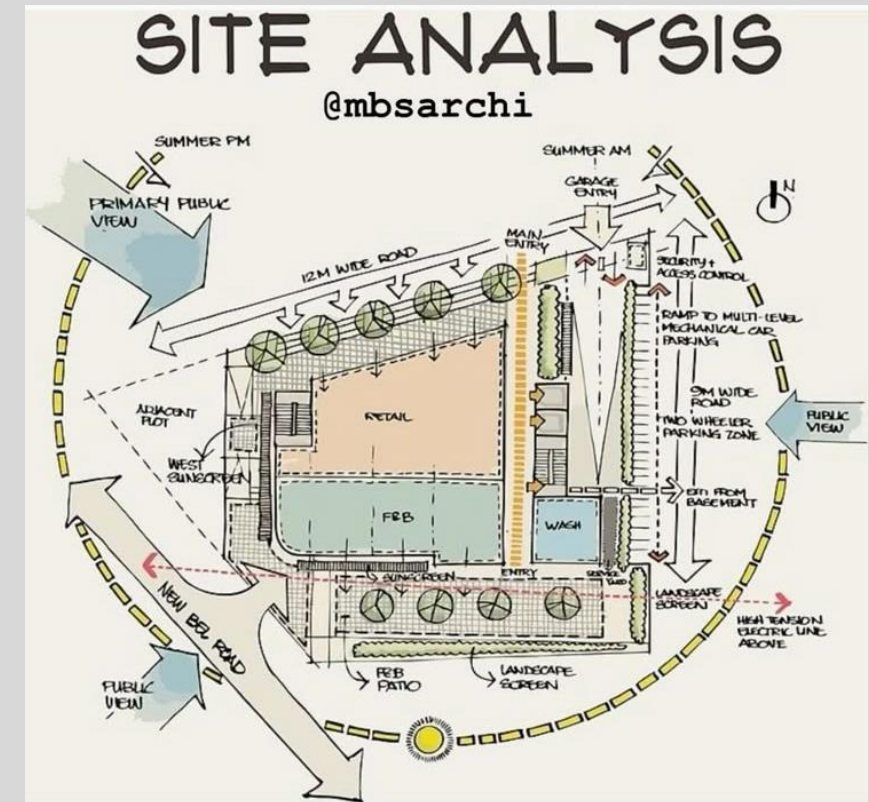 SITE ANALYSIS
@mbsarchi
SUMMER PM
SUMMER AM
PRIMARY PUBLIC
VIEW
GARAGE
ENTRY
N
MAIN
ENTRY
12M WIDE ROAD
SECURITY +
ACCESS CONTROL
RAMP TO MULTI-LEVEL
MECHANICAL CAR
PARKING
9M WIDE
ROAD
ADJACENT
PLOT
RETAIL
PUBLIC
VIEW
TWO WHEELER
PARKING ZONE
WEST
SUNSCREEN
EXIT FROM
BASEMENT
F&B
WASH
SUNSCREEN
ENTRY
NEW BEL ROAD
LANDSCAPE
SCREEN
HIGH TENSION
ELECTRIC LINE
ABOVE
PUBLIC
VIEW
F&B
PATIO
LANDSCAPE
SCREEN